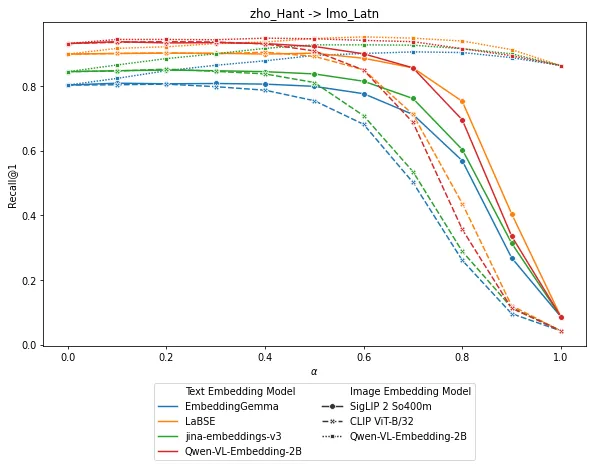 zho_Hant -> lmo_Latn
Recall@1
0.8
0.6
0.4
0.2
0.0
0.0 0.2 0.4 0.6 0.8 1.0
α
Text Embedding Model
EmbeddingGemma
LaBSE
jina-embeddings-v3
Qwen-VL-Embedding-2B
Image Embedding Model
SigLIP 2 So400m
CLIP ViT-B/32
Qwen-VL-Embedding-2B